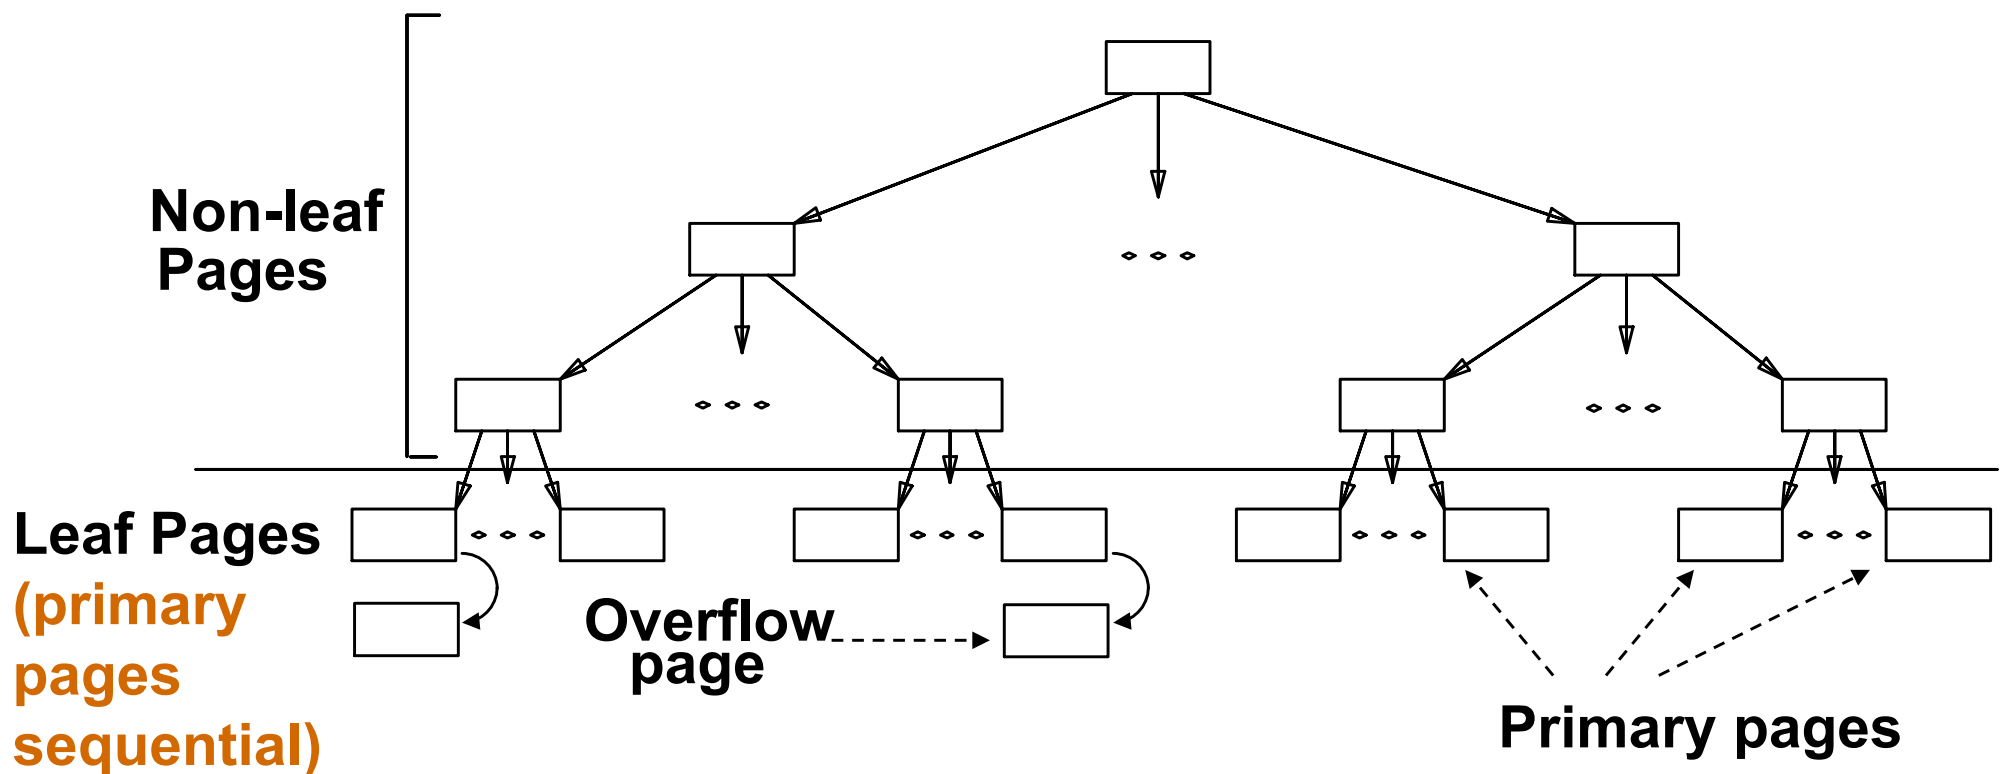 Non-leaf
Pages
Leaf Pages
(primary
pages
sequential)
Overflow
page
Primary pages